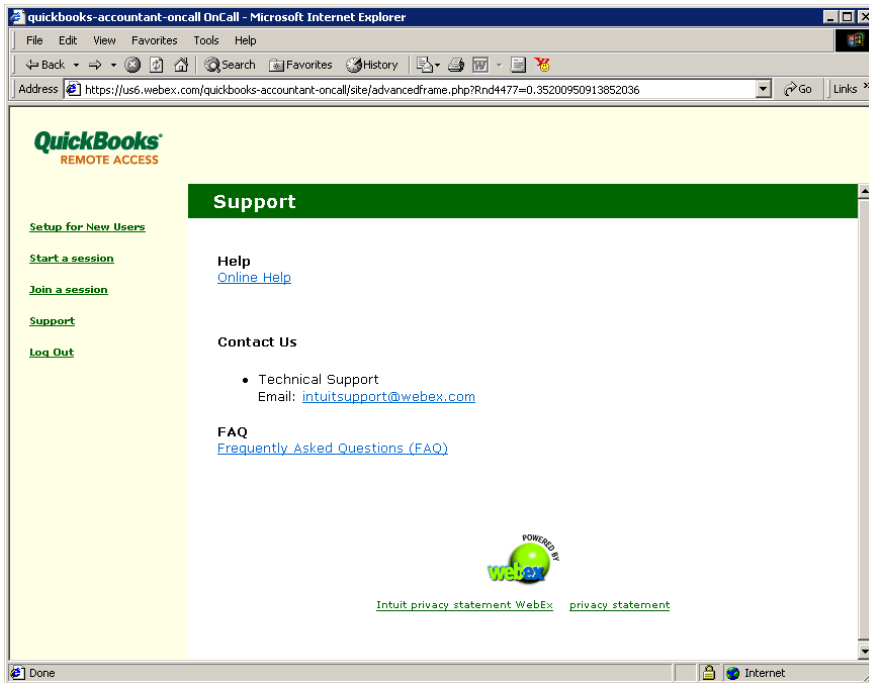 quickbooks-accountant-oncall OnCall - Microsoft Internet Explorer
File Edit View Favorites Tools Help
Back Search Favorites History
Address https://us6.webex.com/quickbooks-accountant-oncall/site/advancedframe.php?Rnd4477=0.35200950913852036 Go Links »
QuickBooks
REMOTE ACCESS
Support
Setup for New Users
Start a session
Join a session
Support
Log Out
Help
Online Help
Contact Us
• Technical Support
Email: intuitsupport@webex.com
FAQ
Frequently Asked Questions (FAQ)
POWERED BY
webex
Intuit privacy statement WebEx privacy statement
Done Internet